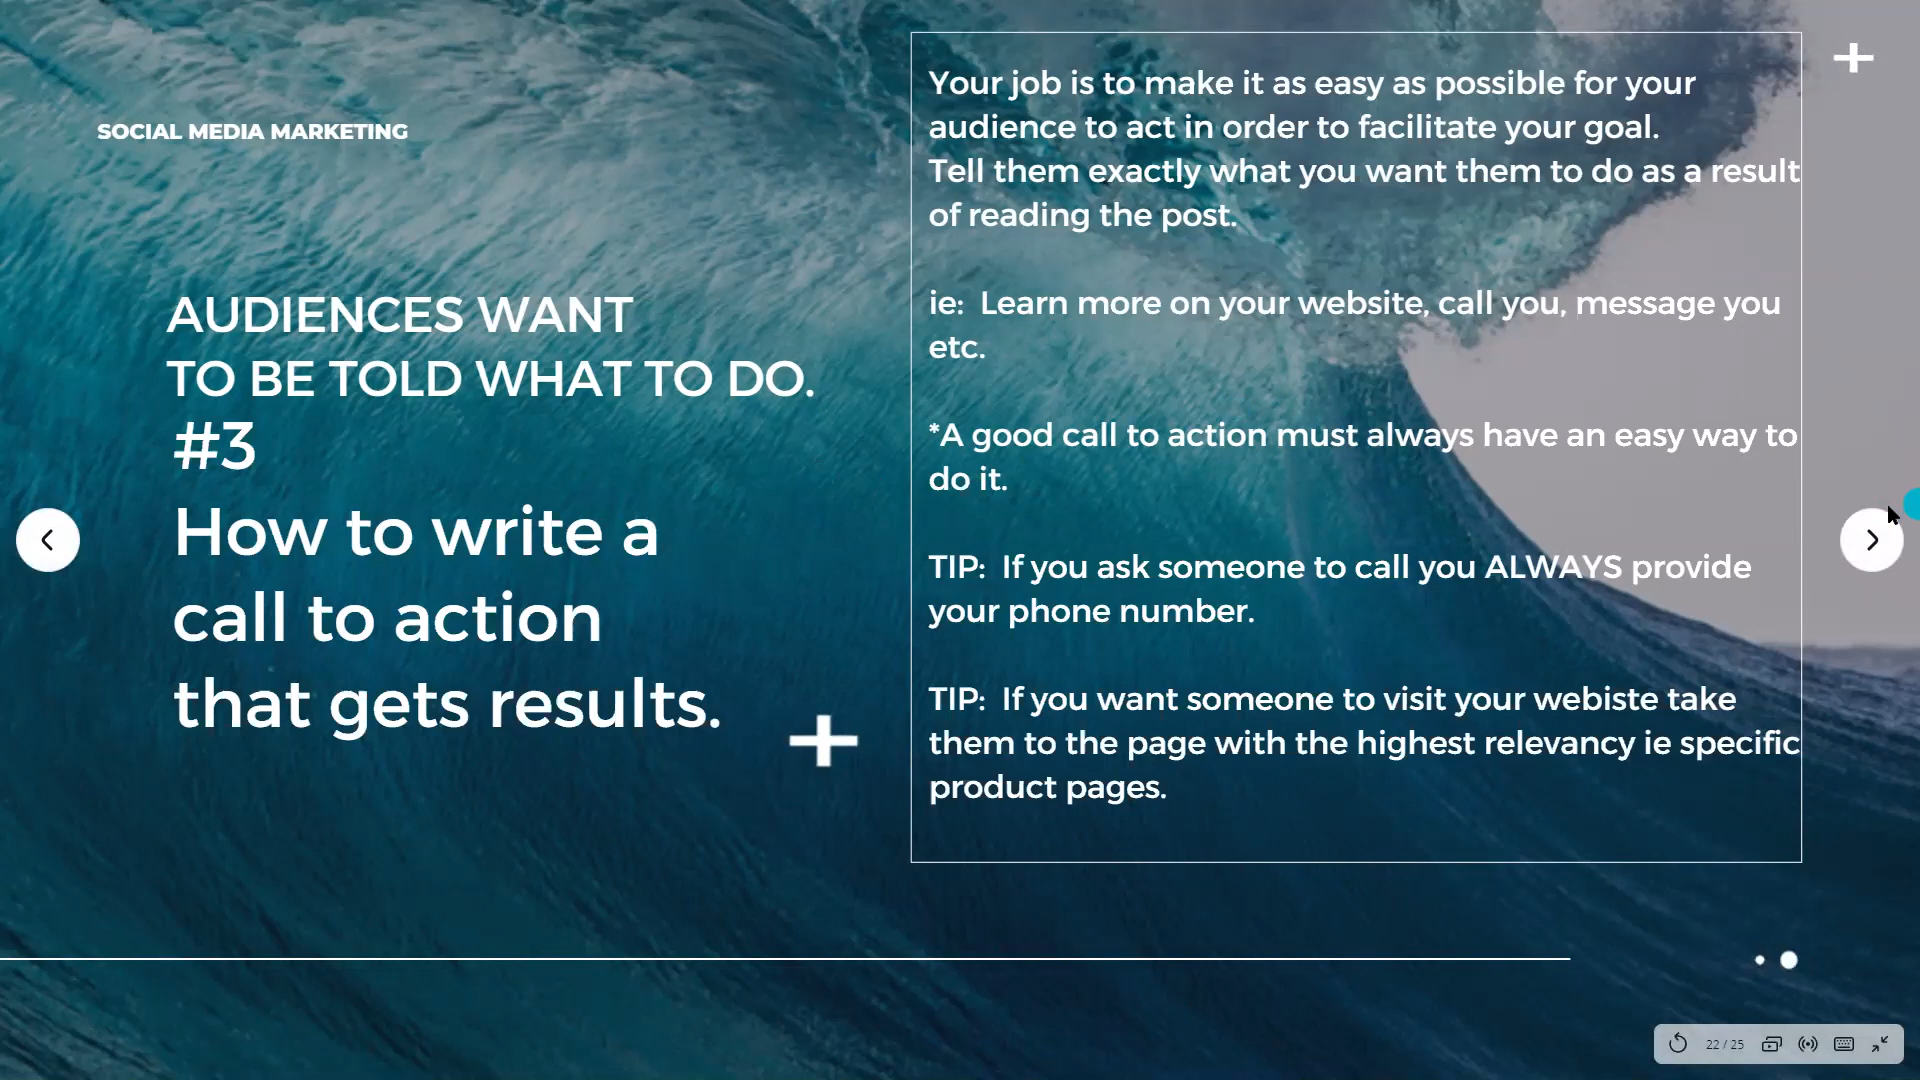 SOCIAL MEDIA MARKETING
AUDIENCES WANT
TO BE TOLD WHAT TO DO.
#3
How to write a
call to action
that gets results.
Your job is to make it as easy as possible for your
audience to act in order to facilitate your goal.
Tell them exactly what you want them to do as a result
of reading the post.
ie:  Learn more on your website, call you, message you
etc.
*A good call to action must always have an easy way to
do it.
TIP:  If you ask someone to call you ALWAYS provide
your phone number.
TIP:  If you want someone to visit your webiste take
them to the page with the highest relevancy ie specific
product pages.
22 / 25